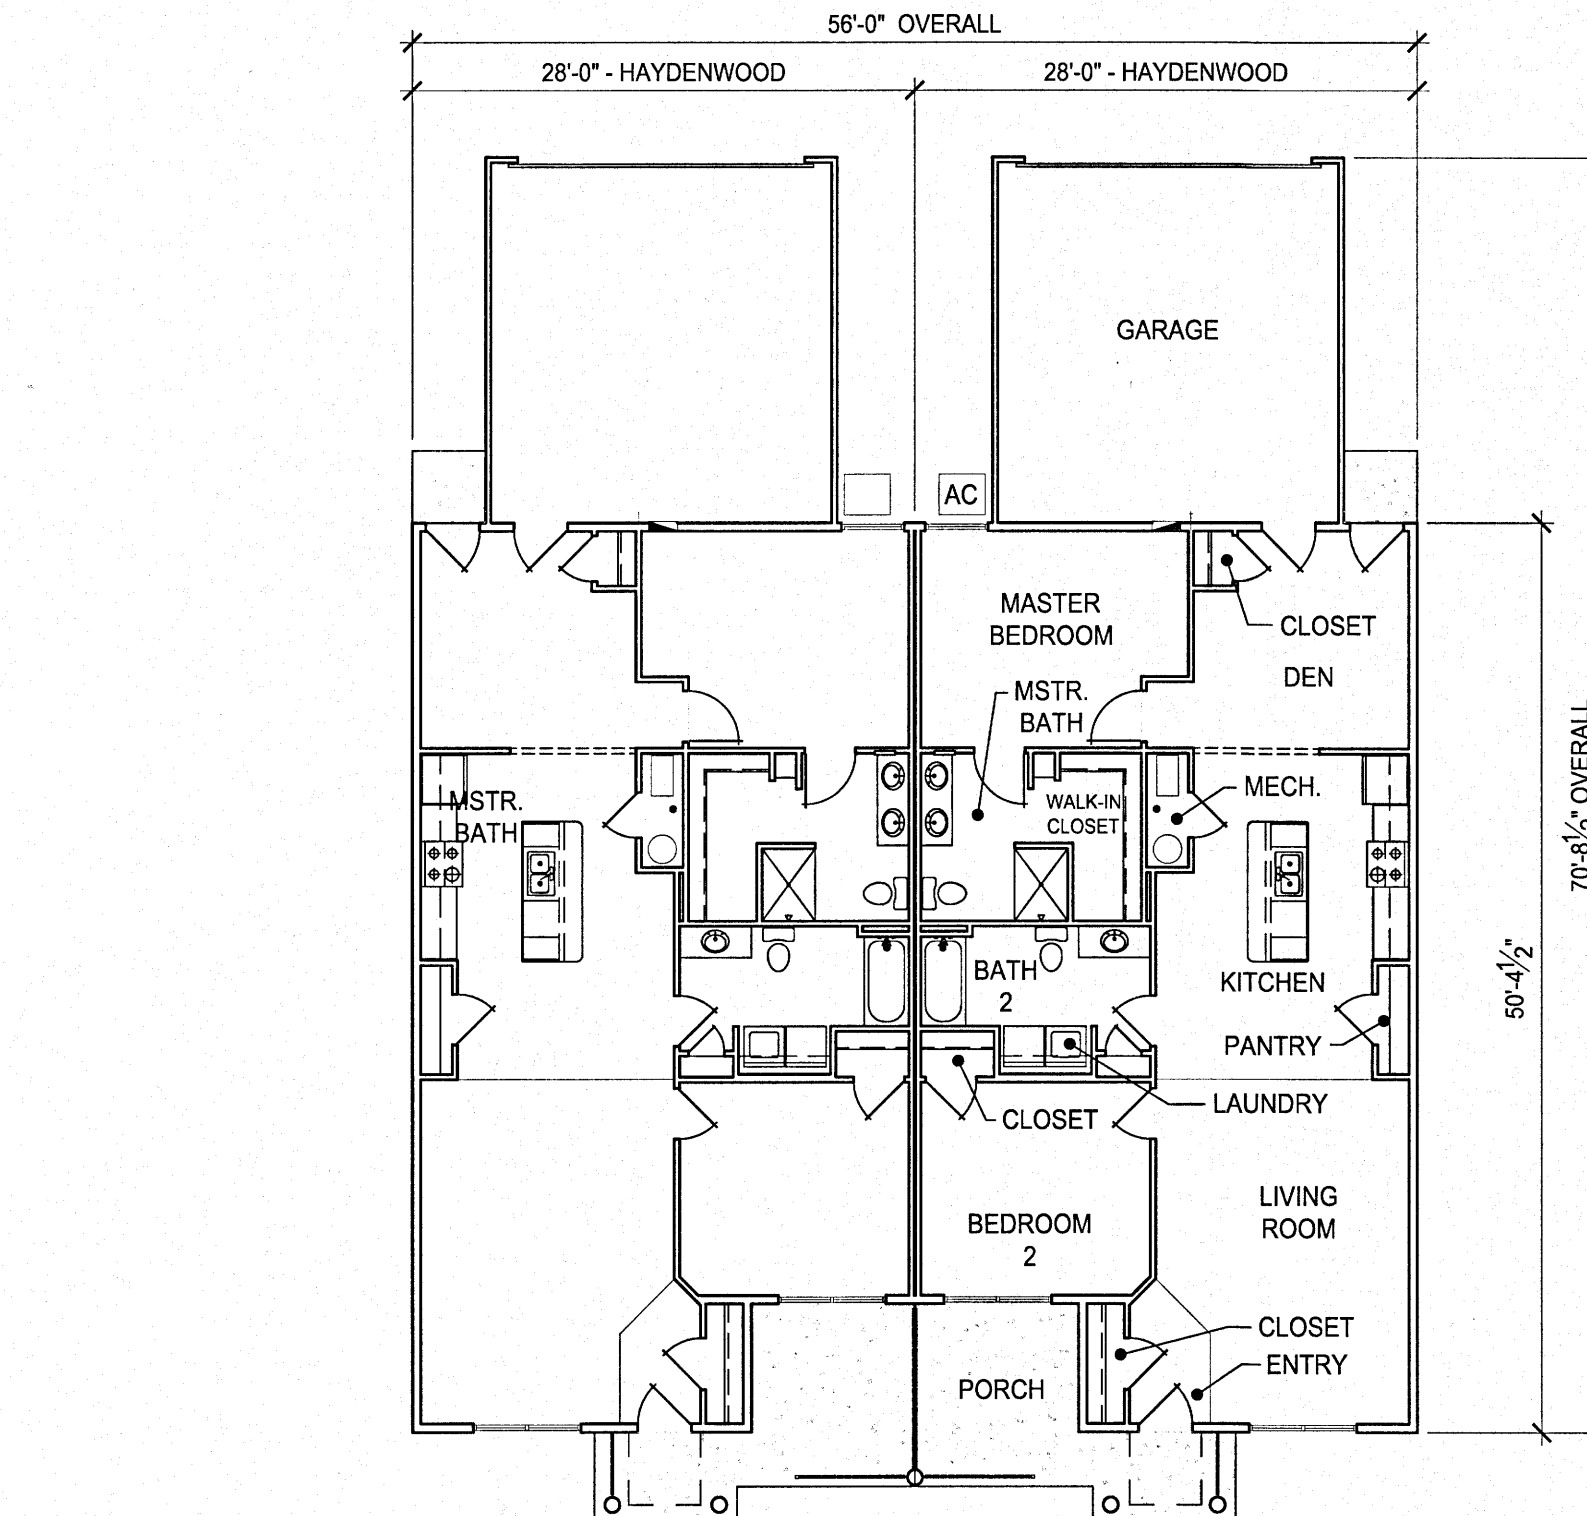 56'-0" OVERALL
28'-0" - HAYDENWOOD
28'-0" - HAYDENWOOD
GARAGE
AC
MASTER
BEDROOM
CLOSET
DEN
MSTR.
BATH
MECH.
WALK-IN
CLOSET
MSTR.
BATH
70'-8½" OVERALL
50'-4½"
BATH
2
KITCHEN
PANTRY
LAUNDRY
CLOSET
LIVING
ROOM
BEDROOM
2
CLOSET
ENTRY
PORCH